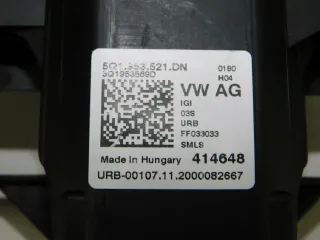 5Q1.953.521.DN 0180
5Q1953569D H04
VW AG
IGI
03S
URB
FF033033
SMLS
Made in Hungary 414648
URB-00107.11.2000082667